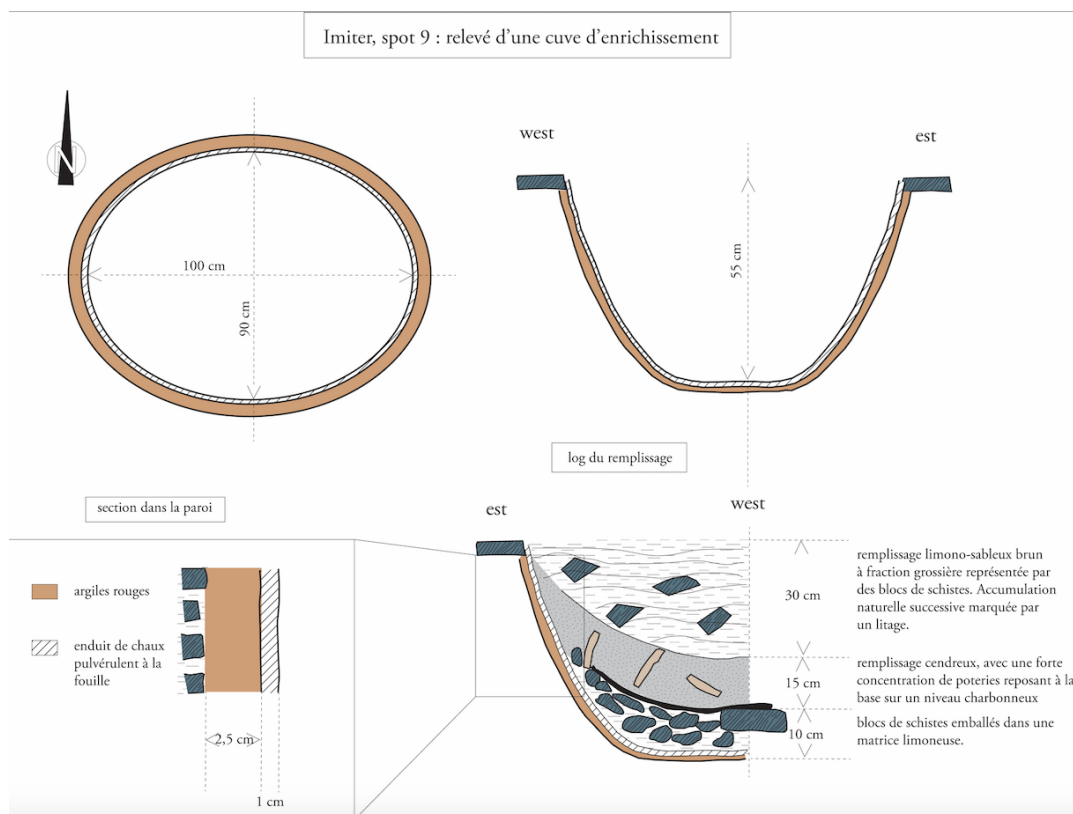 Imiter, spot 9 : relevé d'une cuve d'enrichissement
N
west
est
100 cm
90 cm
55 cm
log du remplissage
section dans la paroi
est
west
argiles rouges
enduit de chaux
pulvérulent à la
fouille
2,5 cm
1 cm
30 cm
remplissage limono-sableux brun
à fraction grossière représentée par
des blocs de schistes. Accumulation
naturelle successive marquée par
un litage.
15 cm
remplissage cendreux, avec une forte
concentration de poteries reposant à la
base sur un niveau charbonneux
10 cm
blocs de schistes emballés dans une
matrice limoneuse.